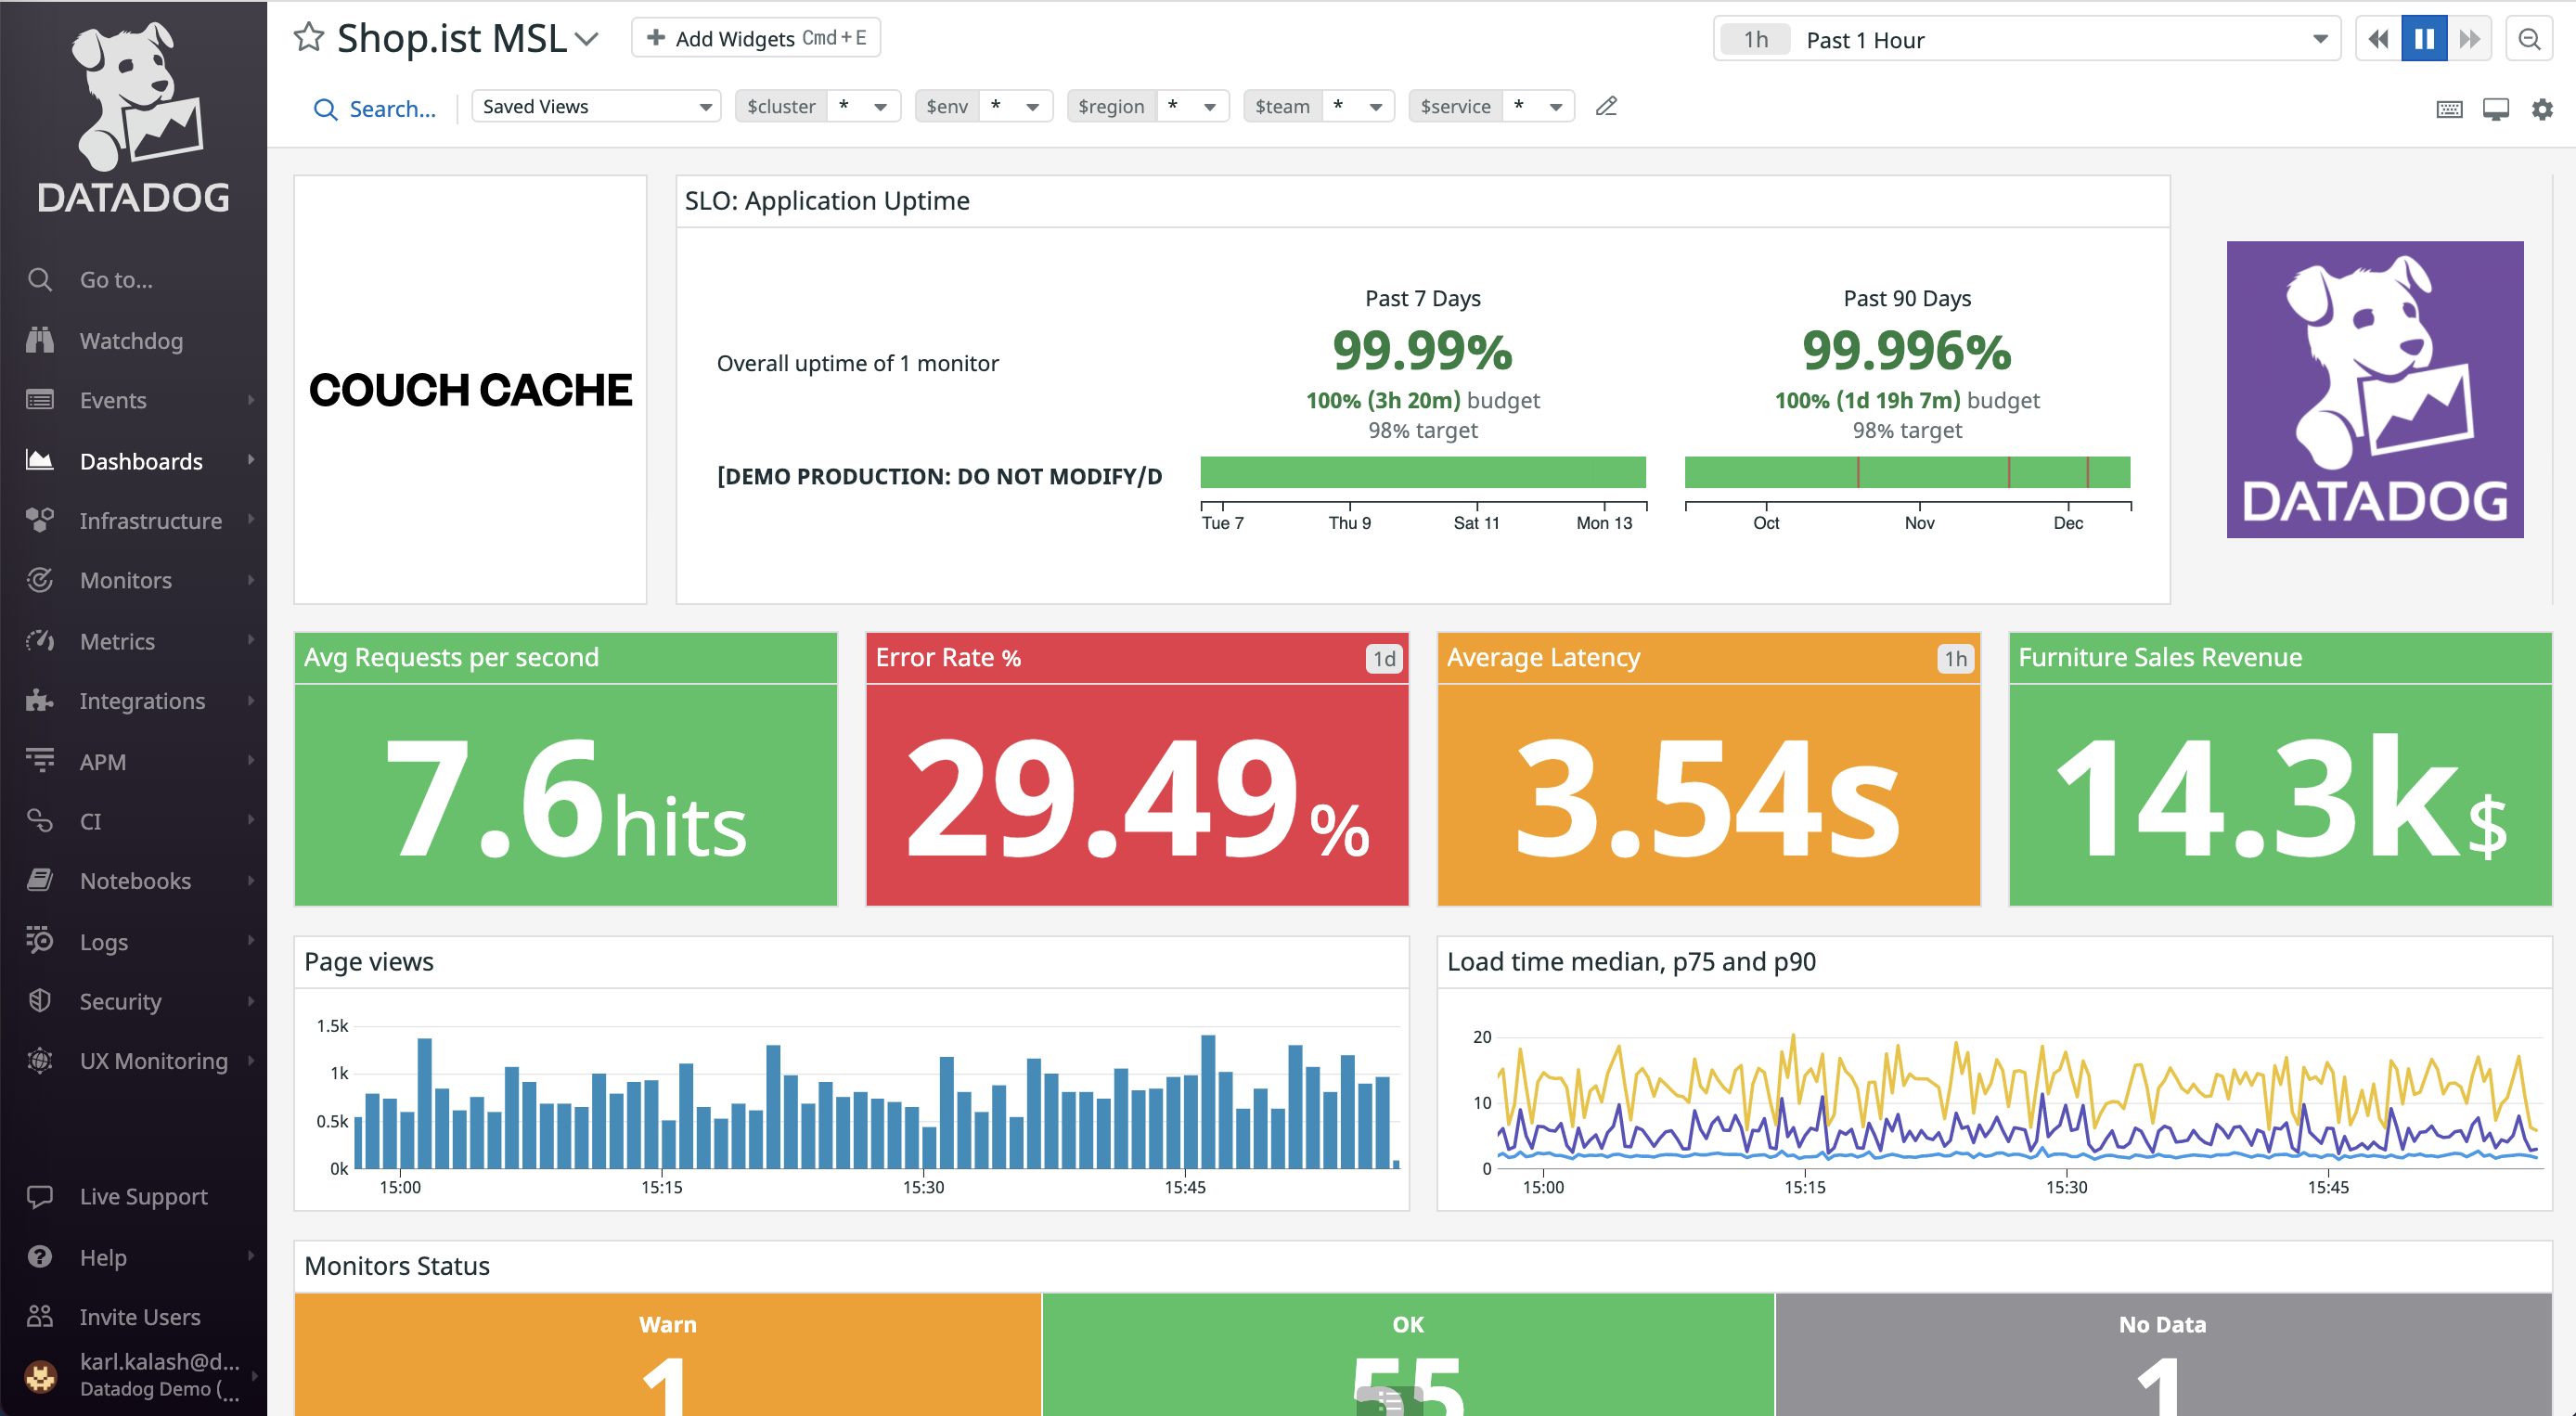 DATADOG
Go to...
Watchdog
Events
Dashboards
Infrastructure
Monitors
Metrics
Integrations
APM
CI
Notebooks
Logs
Security
UX Monitoring
Live Support
Help
Invite Users
karl.kalash@d...
Datadog Demo (...
Shop.ist MSL
Add Widgets Cmd+E
1h Past 1 Hour
Search...
Saved Views
$cluster *
$env *
$region *
$team *
$service *
COUCH CACHE
SLO: Application Uptime
Overall uptime of 1 monitor
Past 7 Days
99.99%
100% (3h 20m) budget
98% target
Past 90 Days
99.996%
100% (1d 19h 7m) budget
98% target
[DEMO PRODUCTION: DO NOT MODIFY/D
Tue 7 Thu 9 Sat 11 Mon 13
Oct Nov Dec
DATADOG
Avg Requests per second
7.6 hits
Error Rate % 1d
29.49 %
Average Latency 1h
3.54s
Furniture Sales Revenue
14.3k $
Page views
1.5k
1k
0.5k
0k
15:00 15:15 15:30 15:45
Load time median, p75 and p90
20
10
0
15:00 15:15 15:30 15:45
Monitors Status
Warn
1
OK
55
No Data
1